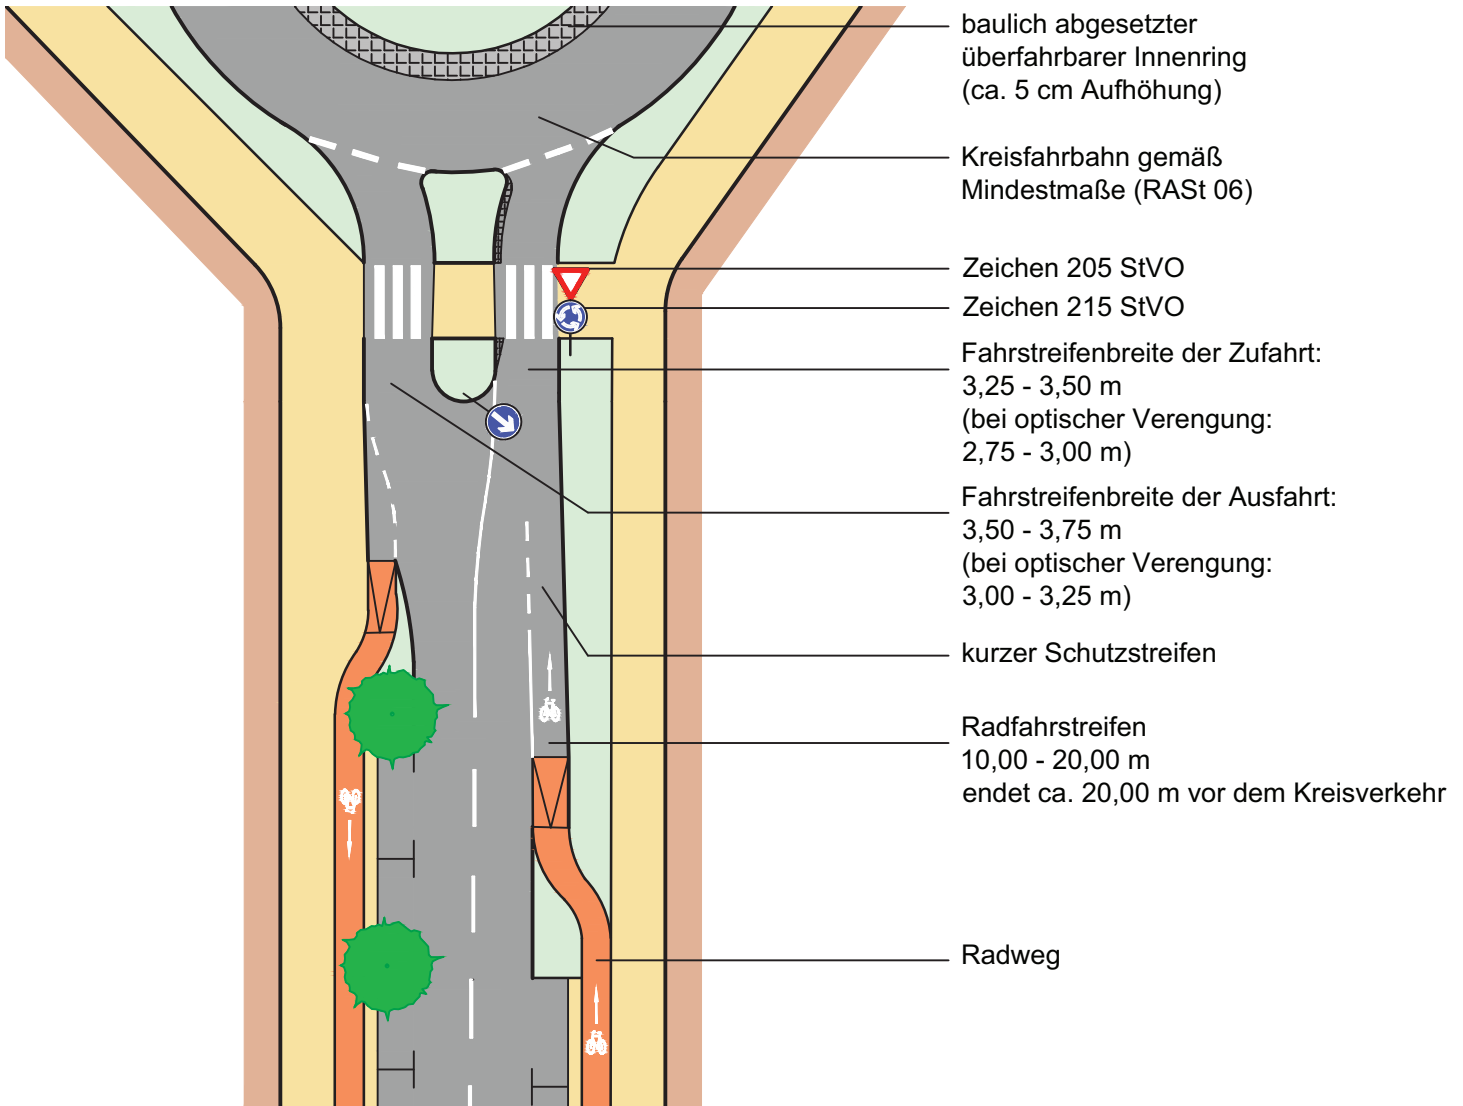 baulich abgesetzter
überfahrbarer Innenring
(ca. 5 cm Aufhöhung)
Kreisfahrbahn gemäß
Mindestmaße (RASt 06)
Zeichen 205 StVO
Zeichen 215 StVO
Fahrstreifenbreite der Zufahrt:
3,25 - 3,50 m
(bei optischer Verengung:
2,75 - 3,00 m)
Fahrstreifenbreite der Ausfahrt:
3,50 - 3,75 m
(bei optischer Verengung:
3,00 - 3,25 m)
kurzer Schutzstreifen
Radfahrstreifen
10,00 - 20,00 m
endet ca. 20,00 m vor dem Kreisverkehr
Radweg